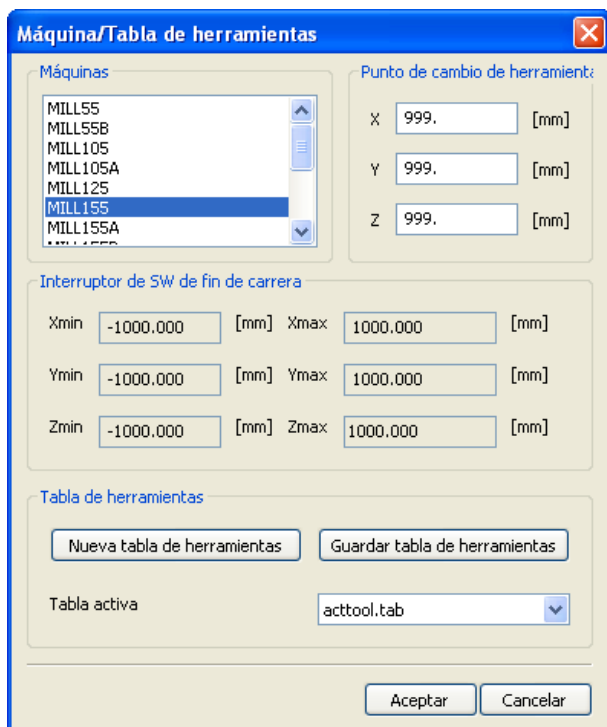 Máquina/Tabla de herramientas
Máquinas
MILL55
MILL55B
MILL105
MILL105A
MILL125
MILL155
MILL155A
Punto de cambio de herramienta
X 999. [mm]
Y 999. [mm]
Z 999. [mm]
Interruptor de SW de fin de carrera
Xmin -1000.000 [mm] Xmax 1000.000 [mm]
Ymin -1000.000 [mm] Ymax 1000.000 [mm]
Zmin -1000.000 [mm] Zmax 1000.000 [mm]
Tabla de herramientas
Nueva tabla de herramientas Guardar tabla de herramientas
Tabla activa acttool.tab
Aceptar Cancelar